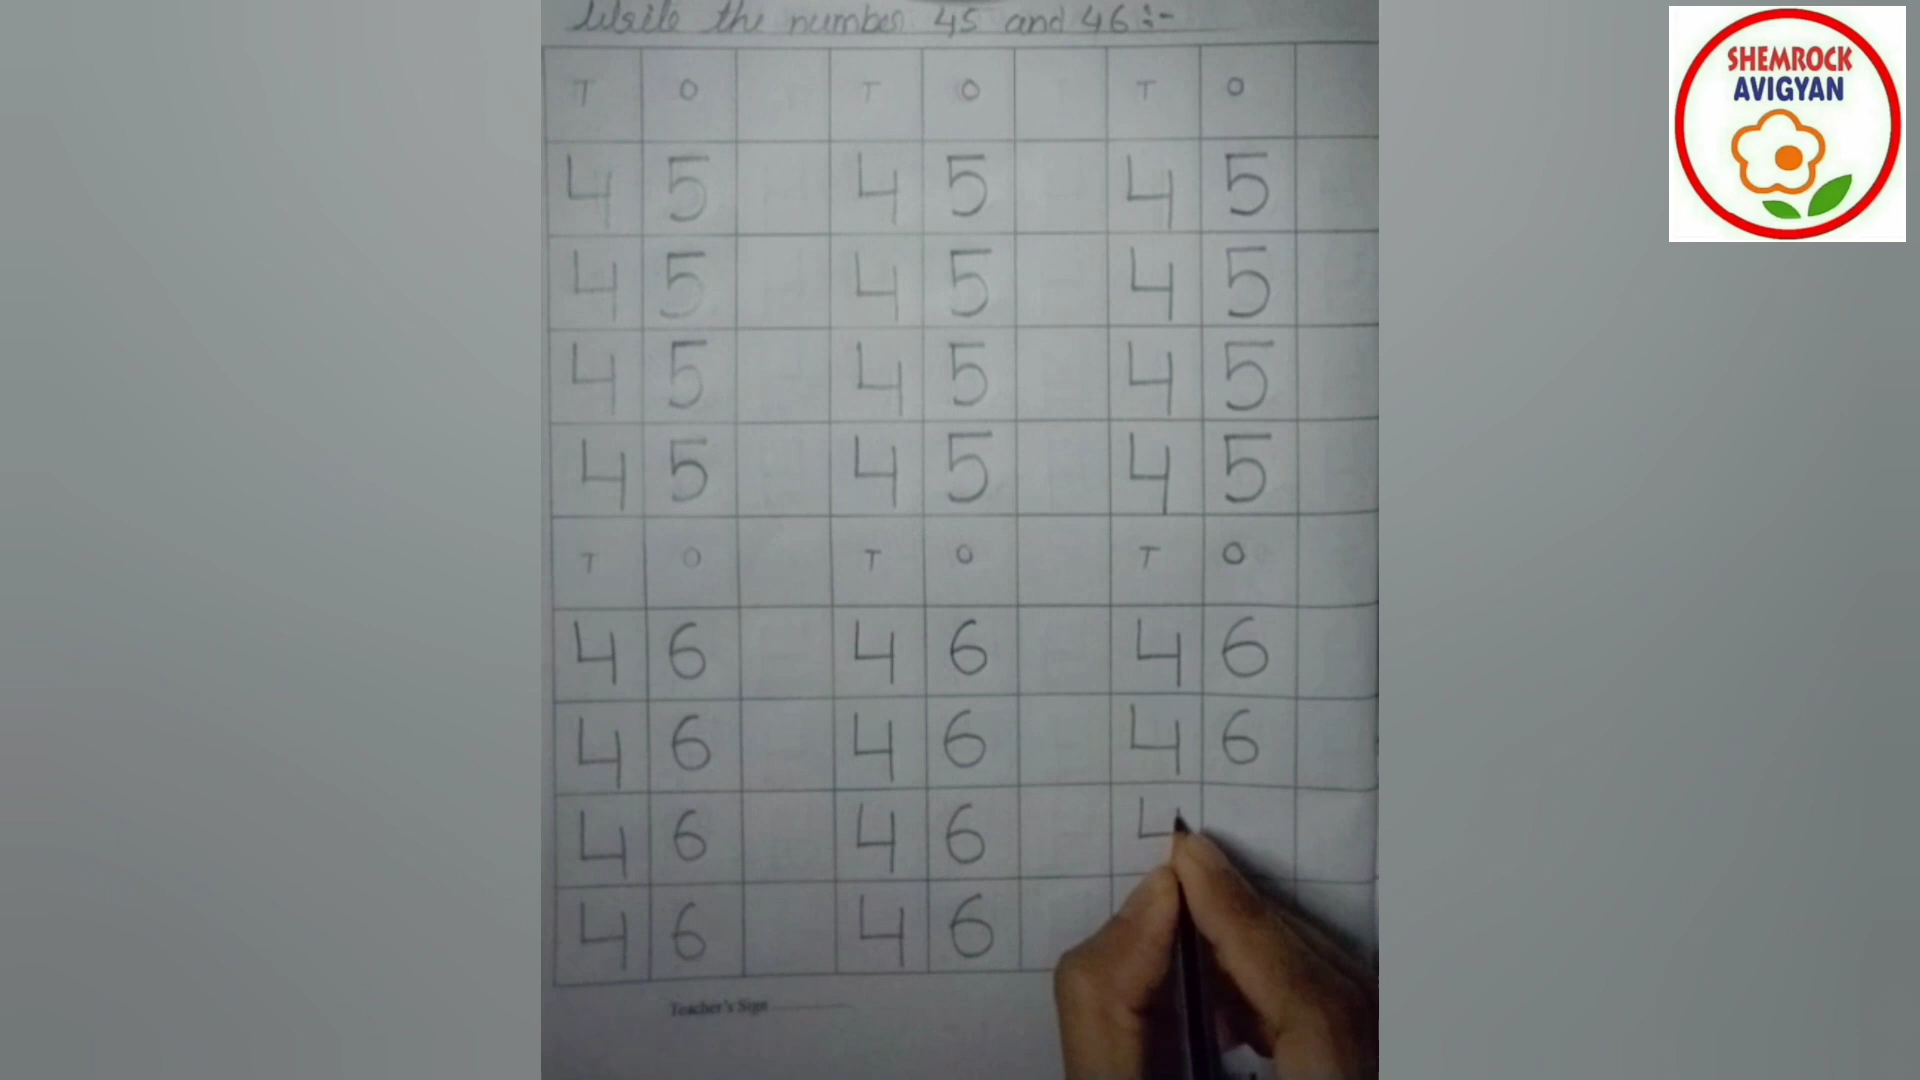 Write the number 45 and 46:-
T O T O T O
4 5 4 5 4 5
4 5 4 5 4 5
4 5 4 5 4 5
4 5 4 5 4 5
T O T O T O
4 6 4 6 4 6
4 6 4 6 4 6
4 6 4 6 4
4 6 4 6
Teacher's Sign
SHEMROCK
AVIGYAN